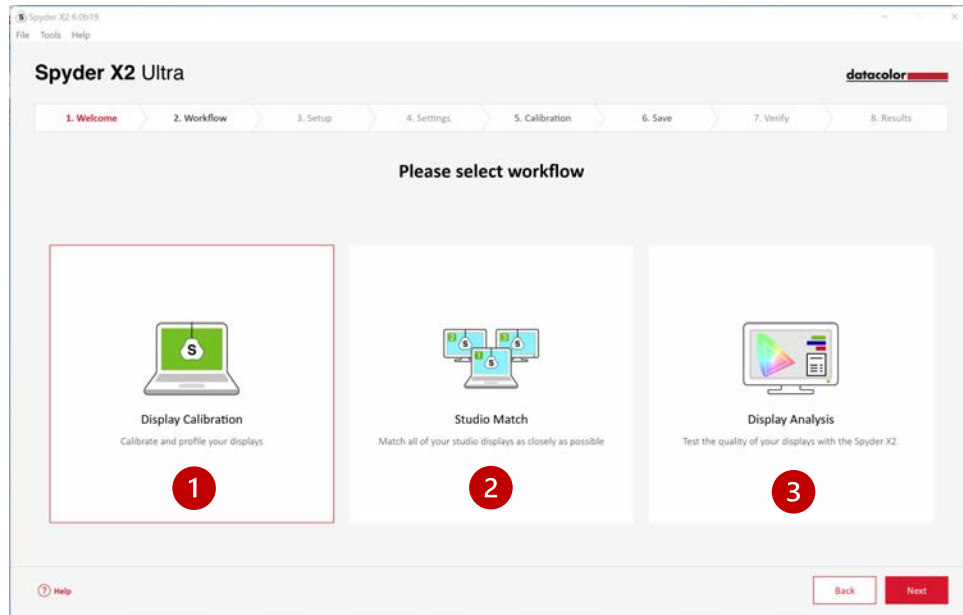 Spyder X2 6.0b19
File Tools Help
Spyder X2 Ultra
datacolor
1. Welcome 2. Workflow 3. Setup 4. Settings 5. Calibration 6. Save 7. Verify 8. Results
Please select workflow
S
2 S 3 S
1 S
Display Calibration
Calibrate and profile your displays
1
Studio Match
Match all of your studio displays as closely as possible
2
Display Analysis
Test the quality of your displays with the Spyder X2.
3
? Help
Back Next